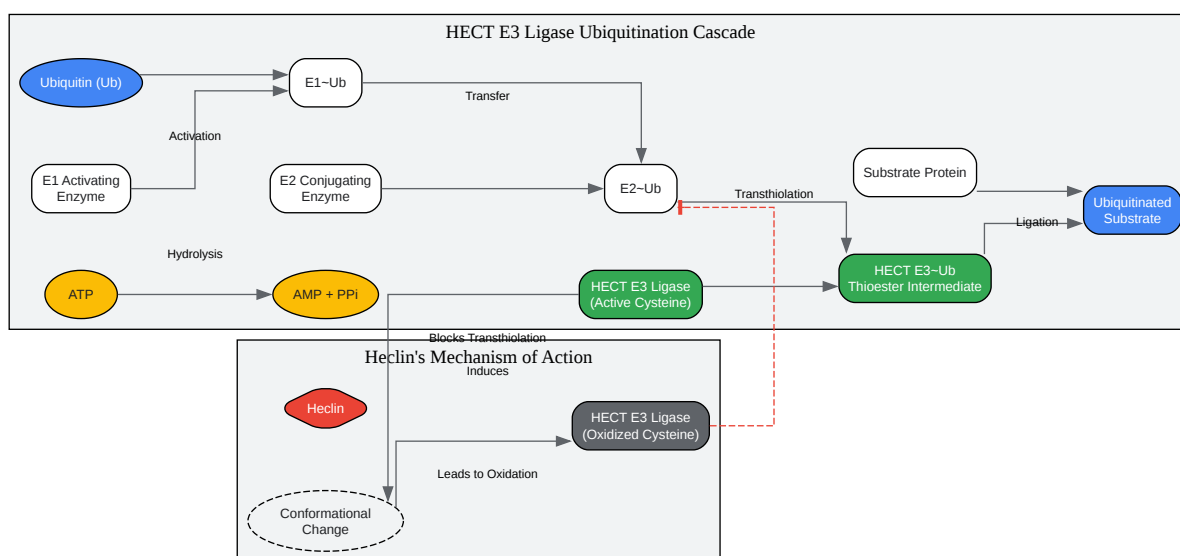 HECT E3 Ligase Ubiquitination Cascade
Ubiquitin (Ub)
E1~Ub
Transfer
Activation
E1 Activating
Enzyme
E2 Conjugating
Enzyme
E2~Ub
Transthiolation
Substrate Protein
Ubiquitinated
Substrate
Ligation
Hydrolysis
ATP
AMP + PPi
HECT E3 Ligase
(Active Cysteine)
HECT E3~Ub
Thioester Intermediate
Blocks Transthiolation
Heclin's Mechanism of Action
Induces
Heclin
HECT E3 Ligase
(Oxidized Cysteine)
Leads to Oxidation
Conformational
Change